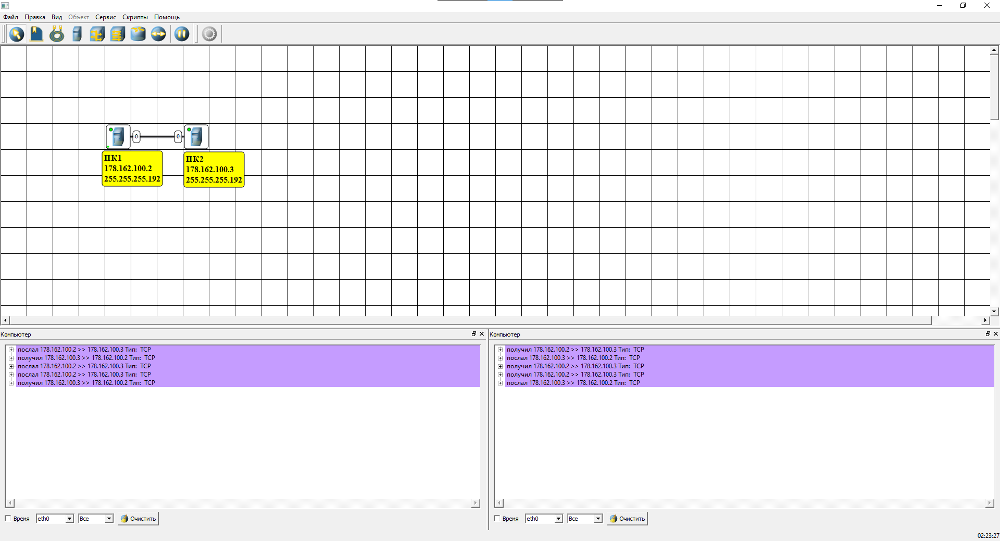 Файл Правка Вид Объект Сервис Скрипты Помощь
0 0
ПК1
178.162.100.2
255.255.255.192
ПК2
178.162.100.3
255.255.255.192
Компьютер
послал 178.162.100.2 >> 178.162.100.3 Тип: TCP
получил 178.162.100.3 >> 178.162.100.2 Тип: TCP
послал 178.162.100.2 >> 178.162.100.3 Тип: TCP
послал 178.162.100.2 >> 178.162.100.3 Тип: TCP
получил 178.162.100.3 >> 178.162.100.2 Тип: TCP
Время eth0 Все Очистить
Компьютер
получил 178.162.100.2 >> 178.162.100.3 Тип: TCP
послал 178.162.100.3 >> 178.162.100.2 Тип: TCP
получил 178.162.100.2 >> 178.162.100.3 Тип: TCP
получил 178.162.100.2 >> 178.162.100.3 Тип: TCP
послал 178.162.100.3 >> 178.162.100.2 Тип: TCP
Время eth0 Все Очистить
02:23:27